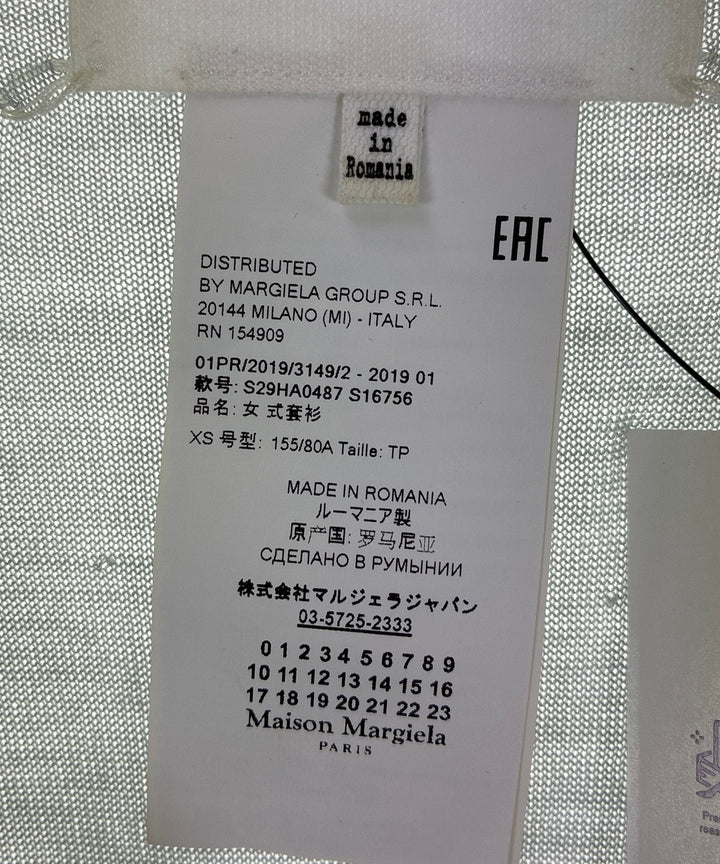 made
in
Romania
EAC
DISTRIBUTED
BY MARGIELA GROUP S.R.L.
20144 MILANO (MI) - ITALY
RN 154909
01PR/2019/3149/2 - 2019 01
款号: S29HA0487 S16756
品名: 女 式套衫
XS 号型: 155/80A Taille: TP
MADE IN ROMANIA
ルーマニア製
原产国: 罗马尼亚
СДЕЛАНО В РУМЫНИИ
株式会社マルジェラジャパン
03-5725-2333
0 1 2 3 4 5 6 7 8 9
10 11 12 13 14 15 16
17 18 19 20 21 22 23
Maison Margiela
PARIS